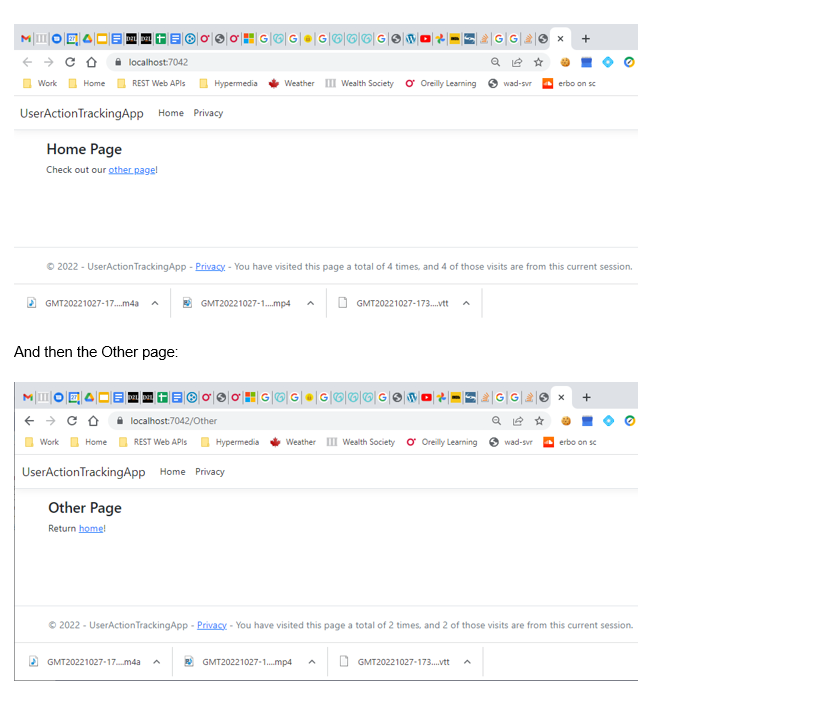 localhost:7042
Work Home REST Web APIs Hypermedia Weather Wealth Society Oreilly Learning wad-svr erbo on sc
UserActionTrackingApp Home Privacy
Home Page
Check out our other page!
© 2022 - UserActionTrackingApp - Privacy - You have visited this page a total of 4 times, and 4 of those visits are from this current session.
GMT20221027-17....m4a GMT20221027-1....mp4 GMT20221027-173....vtt
And then the Other page:
localhost:7042/Other
Work Home REST Web APIs Hypermedia Weather Wealth Society Oreilly Learning wad-svr erbo on sc
UserActionTrackingApp Home Privacy
Other Page
Return home!
© 2022 - UserActionTrackingApp - Privacy - You have visited this page a total of 2 times, and 2 of those visits are from this current session.
GMT20221027-17....m4a GMT20221027-1....mp4 GMT20221027-173....vtt